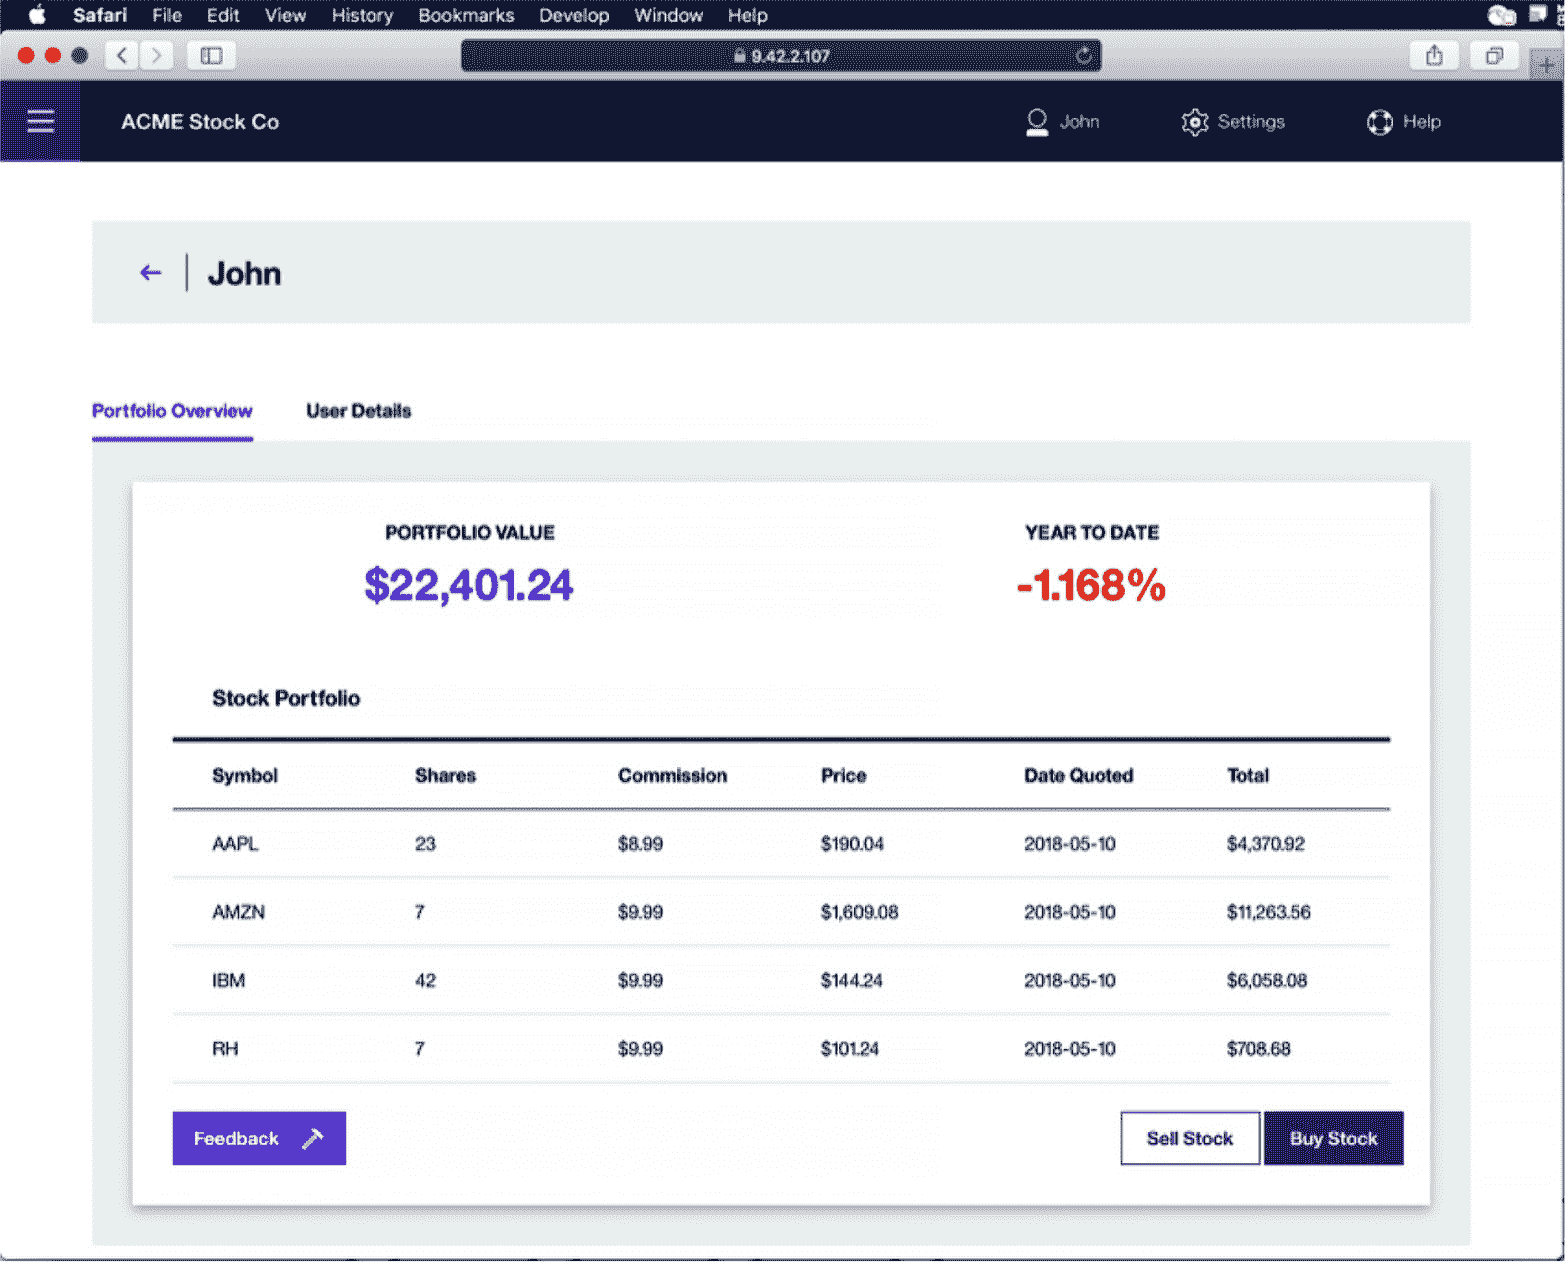 Safari File Edit View History Bookmarks Develop Window Help
9.42.2.107
ACME Stock Co John Settings Help
John
Portfolio Overview User Details
PORTFOLIO VALUE YEAR TO DATE
$22,401.24 -1.168%
Stock Portfolio
Symbol Shares Commission Price Date Quoted Total
AAPL 23 $8.99 $190.04 2018-05-10 $4,370.92
AMZN 7 $9.99 $1,609.08 2018-05-10 $11,263.56
IBM 42 $9.99 $144.24 2018-05-10 $6,058.08
RH 7 $9.99 $101.24 2018-05-10 $708.68
Feedback Sell Stock Buy Stock